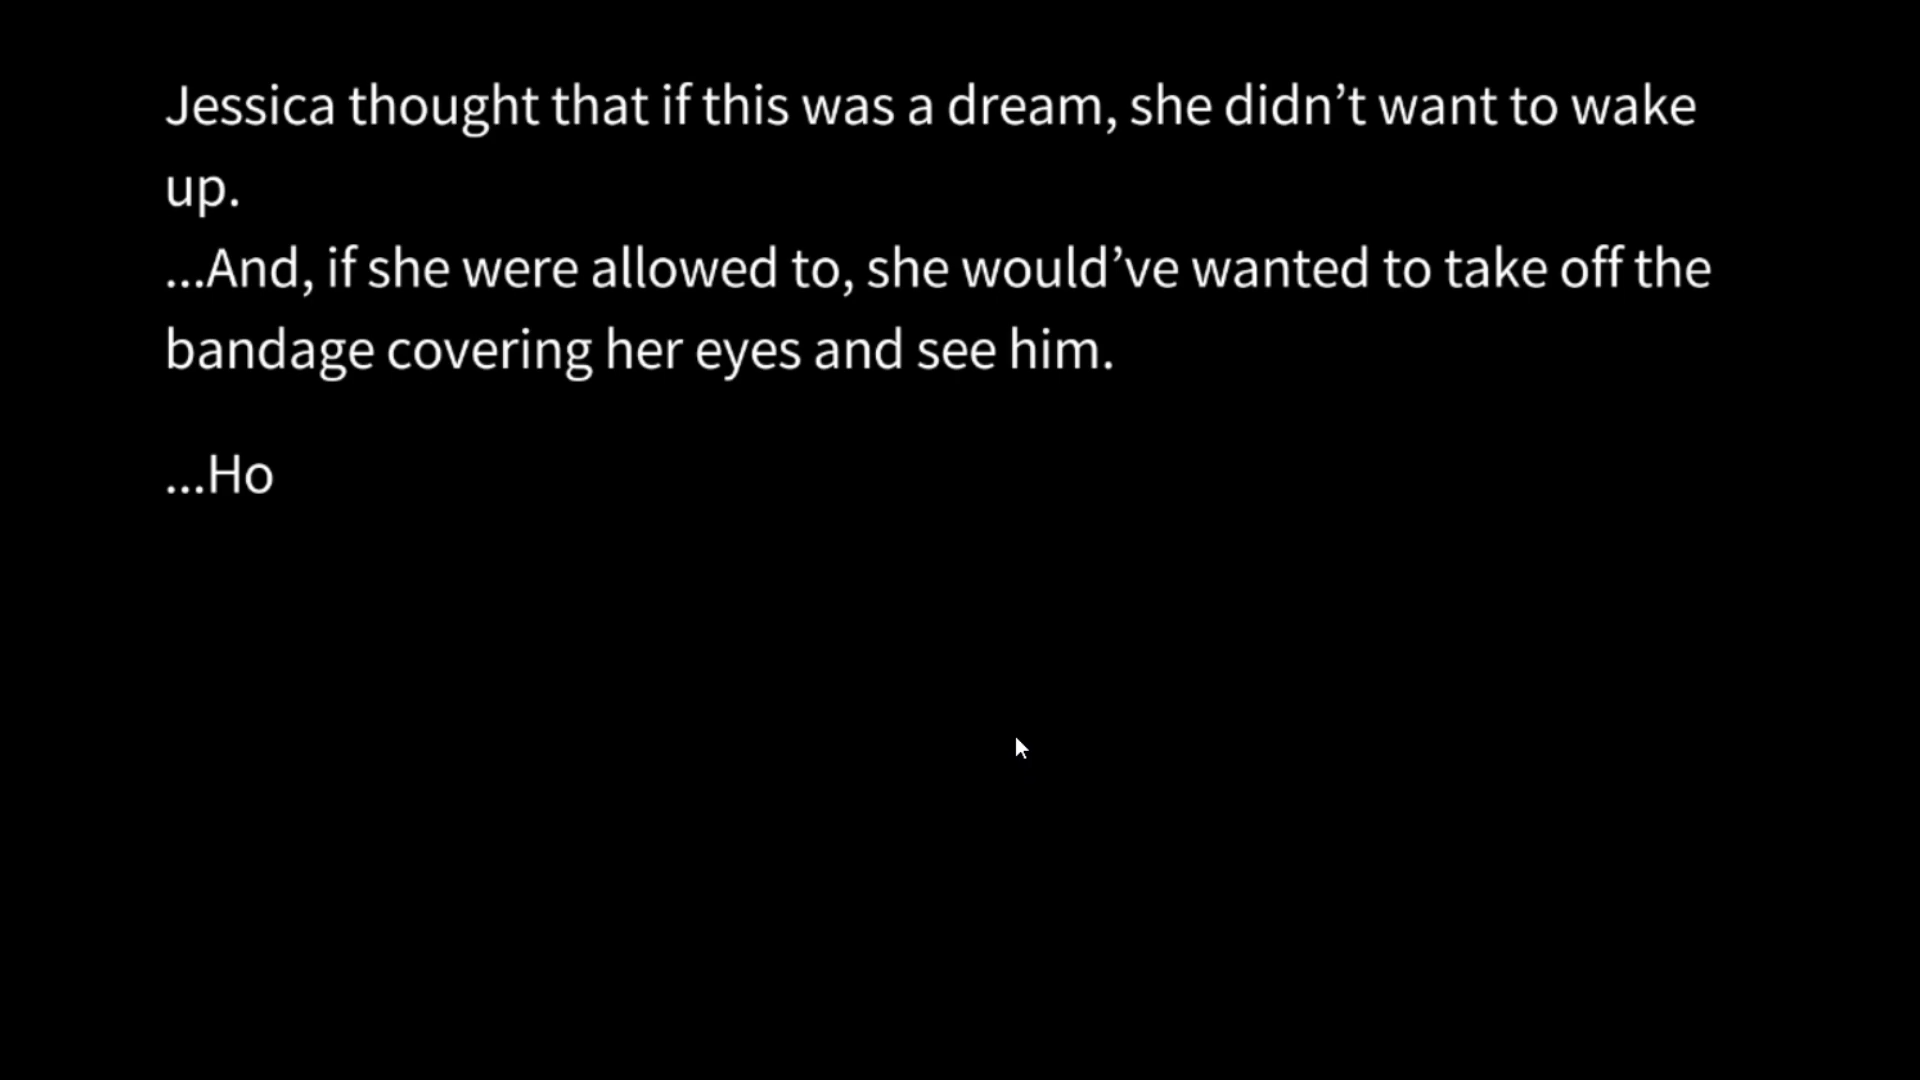 Jessica thought that if this was a dream, she didn’t want to wake
up.
...And, if she were allowed to, she would’ve wanted to take off the
bandage covering her eyes and see him.
...Ho